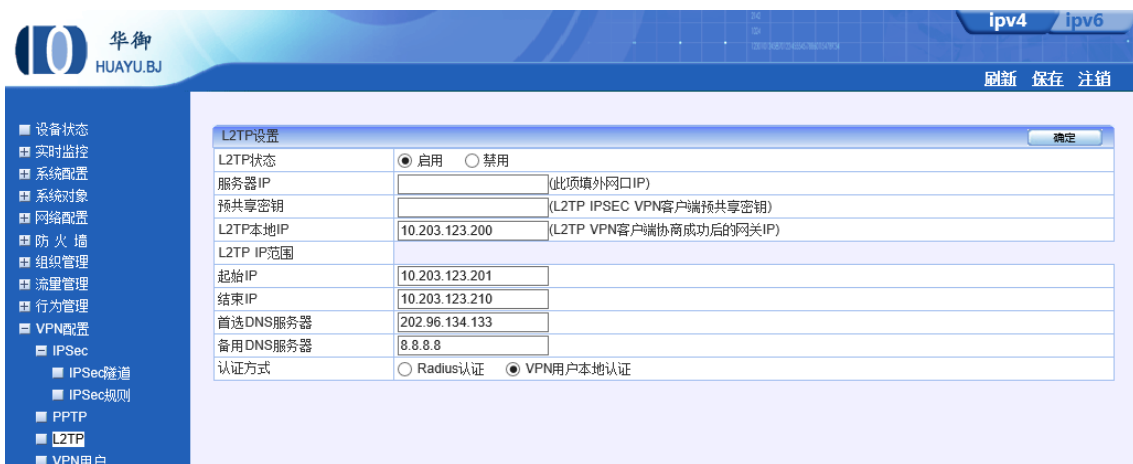 ipv4 ipv6
华御
HUAYU.BJ
刷新 保存 注销
设备状态
实时监控
系统配置
系统对象
网络配置
防 火 墙
组织管理
流量管理
行为管理
VPN配置
IPSec
IPSec隧道
IPSec规则
PPTP
L2TP
VPN用户
L2TP设置 确定
L2TP状态 启用 禁用
服务器IP (此项填外网口IP)
预共享密钥 (L2TP IPSEC VPN客户端预共享密钥)
L2TP本地IP 10.203.123.200 (L2TP VPN客户端协商成功后的网关IP)
L2TP IP范围
起始IP 10.203.123.201
结束IP 10.203.123.210
首选DNS服务器 202.96.134.133
备用DNS服务器 8.8.8.8
认证方式 Radius认证 VPN用户本地认证